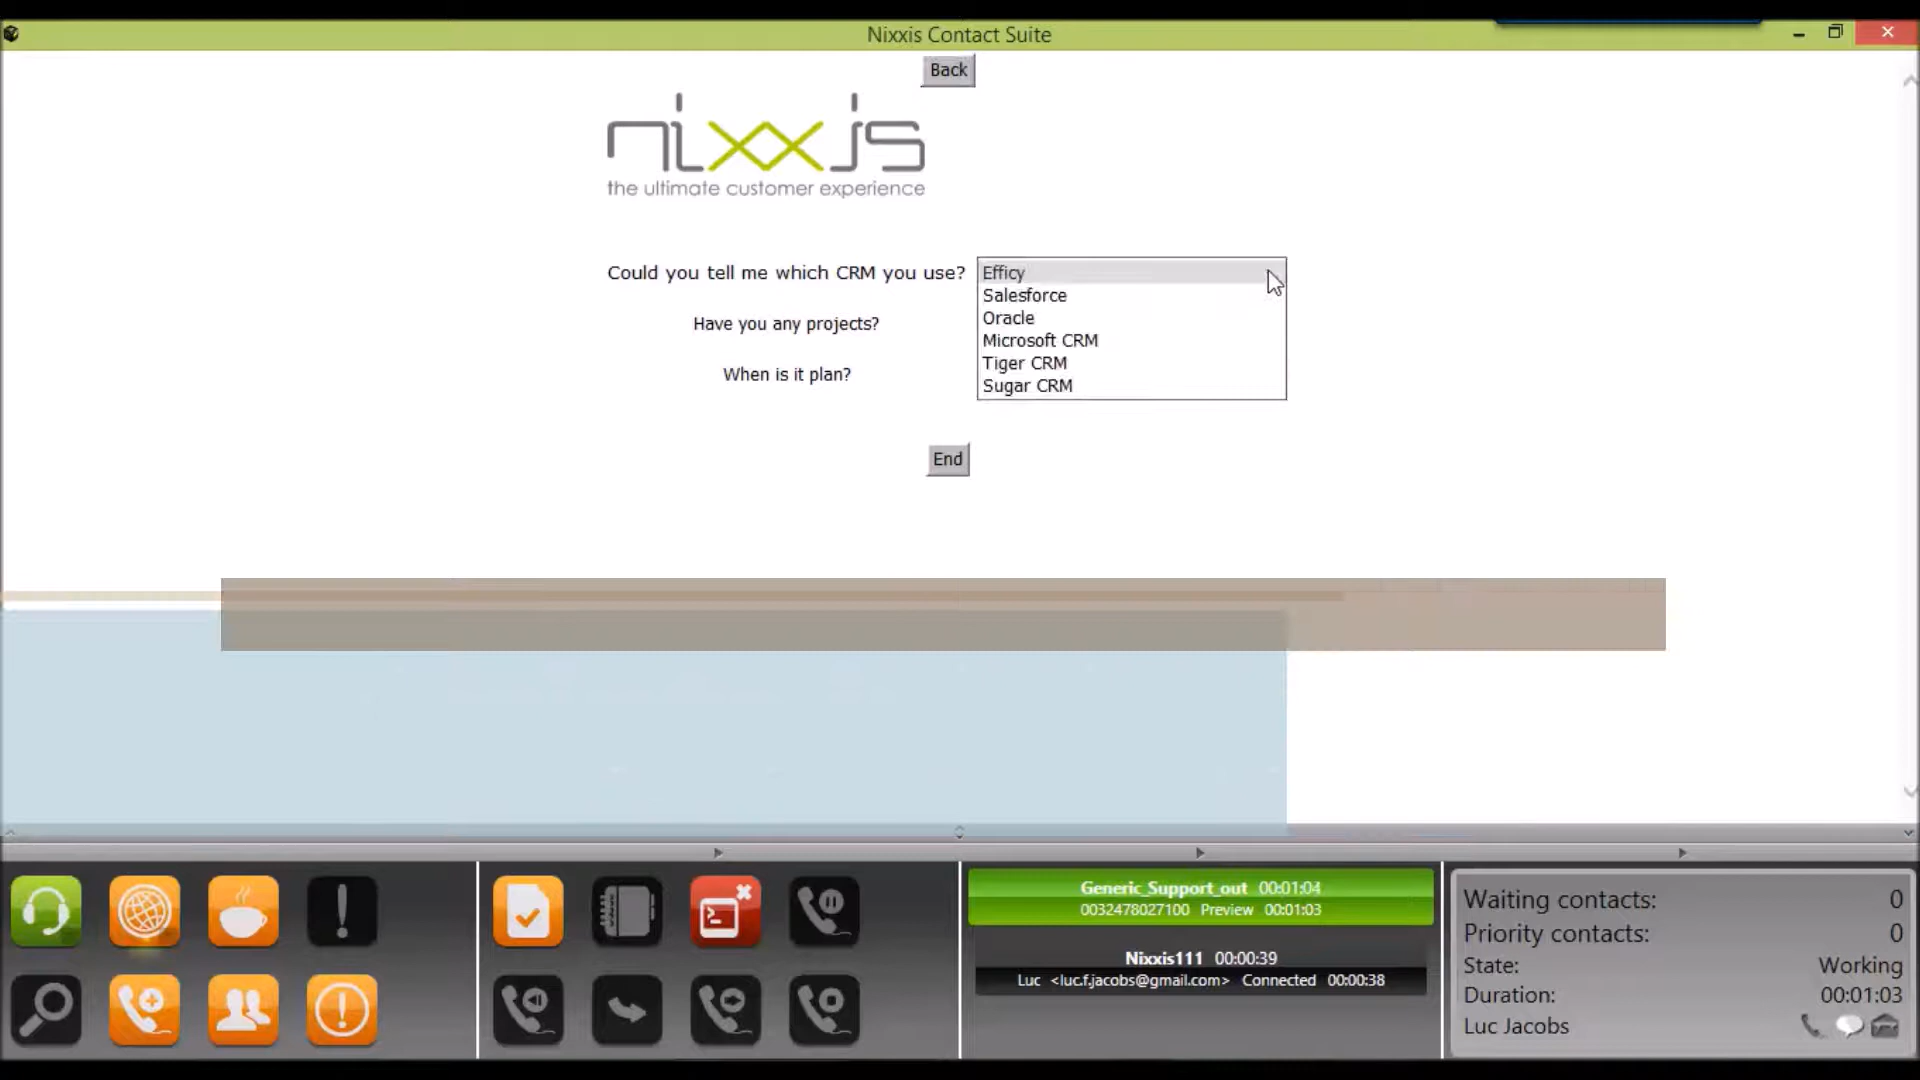 Nixxis Contact Suite
Back
nixxis
the ultimate customer experience
Could you tell me which CRM you use?
Efficy
Salesforce
Oracle
Microsoft CRM
Tiger CRM
Sugar CRM
Have you any projects?
When is it plan?
End
Generic_Support_out 00:01:04
0032478027100 Preview 00:01:03
Nixxis111 00:00:39
Luc <luc.f.jacobs@gmail.com> Connected 00:00:38
Waiting contacts: 0
Priority contacts: 0
State: Working
Duration: 00:01:03
Luc Jacobs